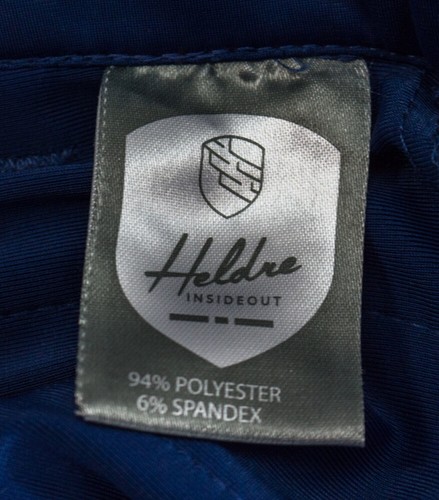 Heldre
INSIDEOUT
94% POLYESTER
6% SPANDEX